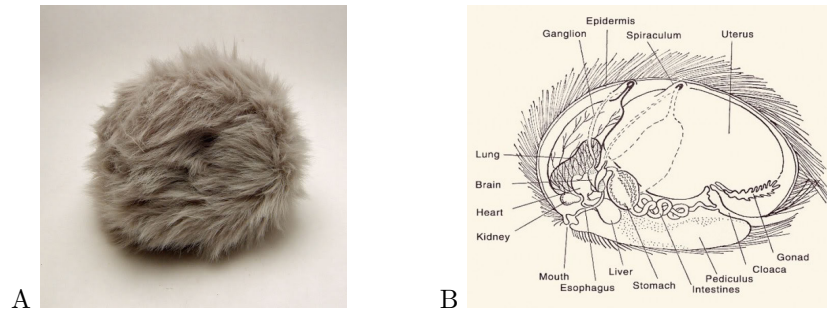 Epidermis
Ganglion Spiraculum Uterus
Lung
Brain
Heart
Kidney
Mouth
Esophagus
Liver
Stomach
Intestines
Pediculus
Cloaca
Gonad
A B